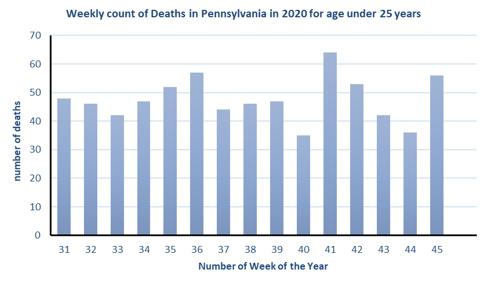 Weekly count of Deaths in Pennsylvania in 2020 for age under 25 years
70
60
50
40
30
20
10
0
number of deaths
31 32 33 34 35 36 37 38 39 40 41 42 43 44 45
Number of Week of the Year